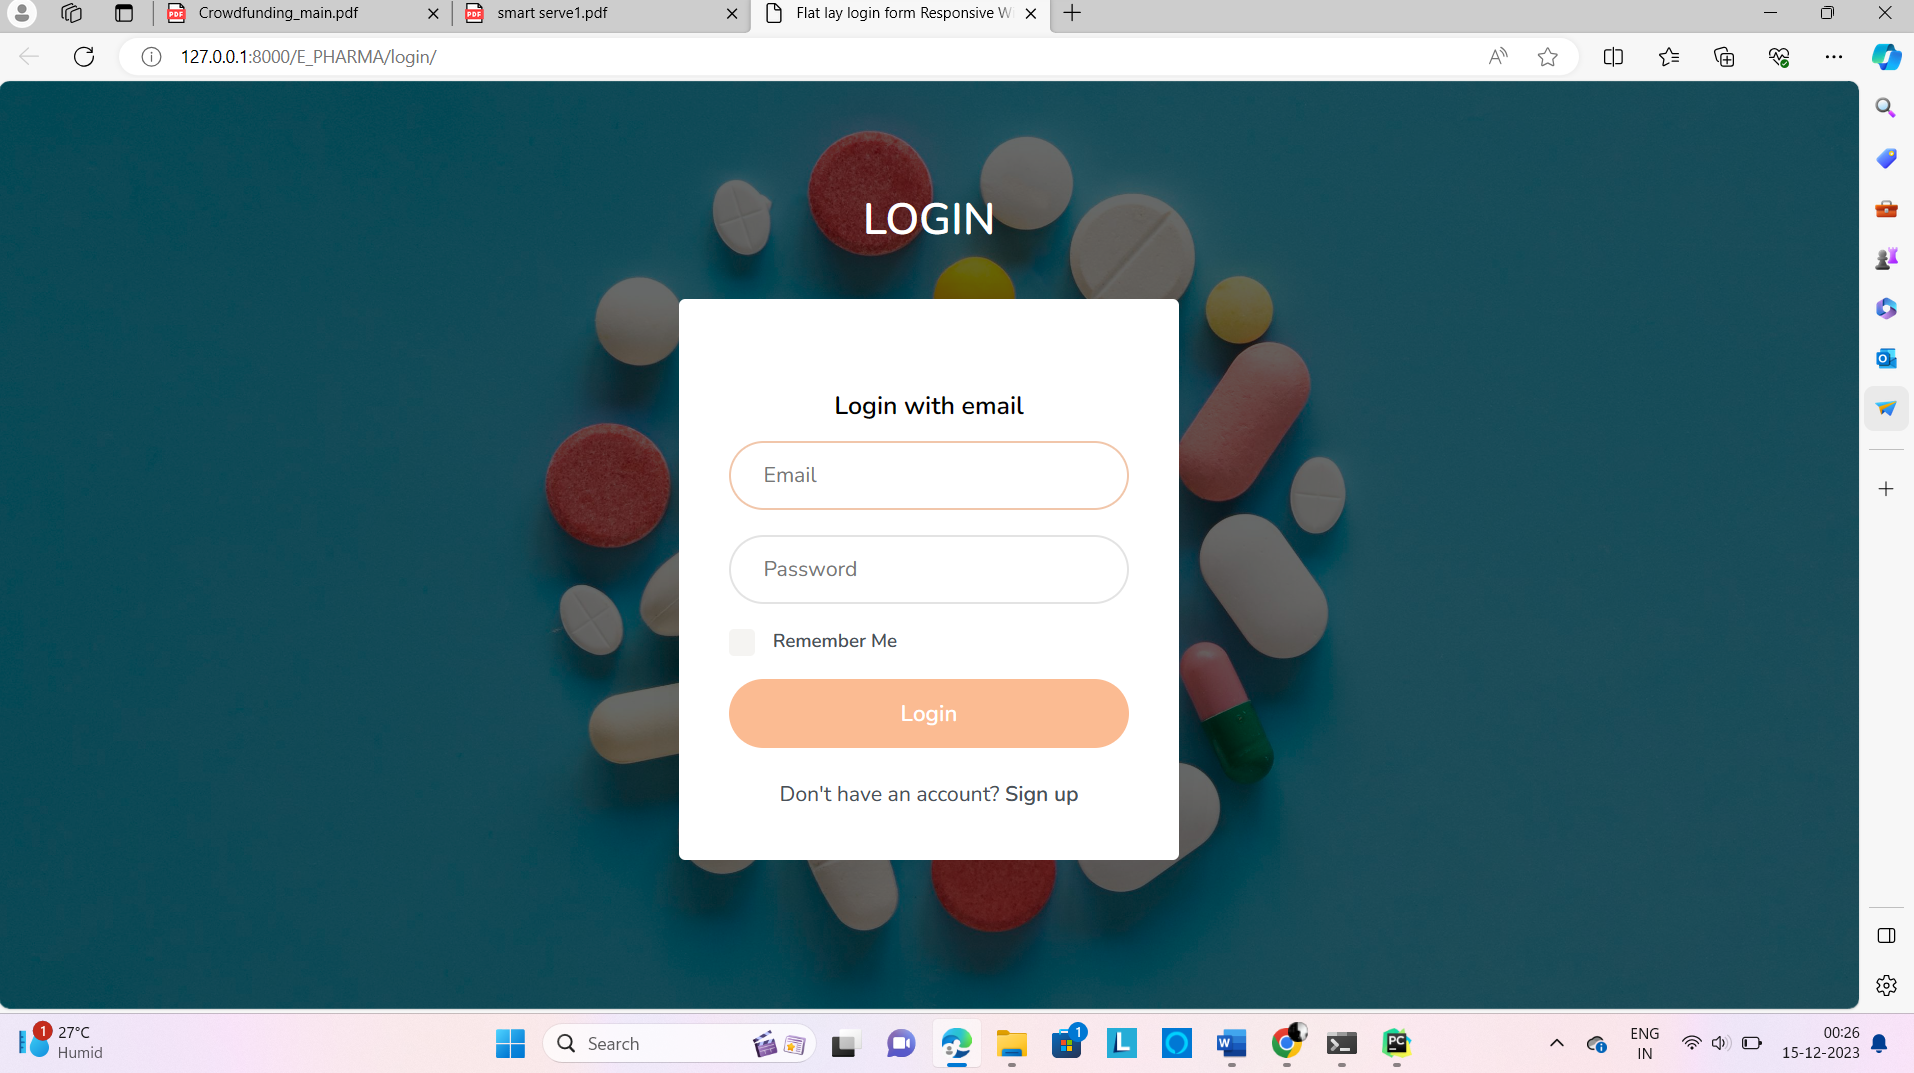 Crowdfunding_main.pdf
smart serve1.pdf
Flat lay login form Responsive W
127.0.0.1:8000/E_PHARMA/login/
LOGIN
Login with email
Email
Password
Remember Me
Login
Don't have an account? Sign up
1
27°C
Humid
Search
1
ENG
IN
00:26
15-12-2023